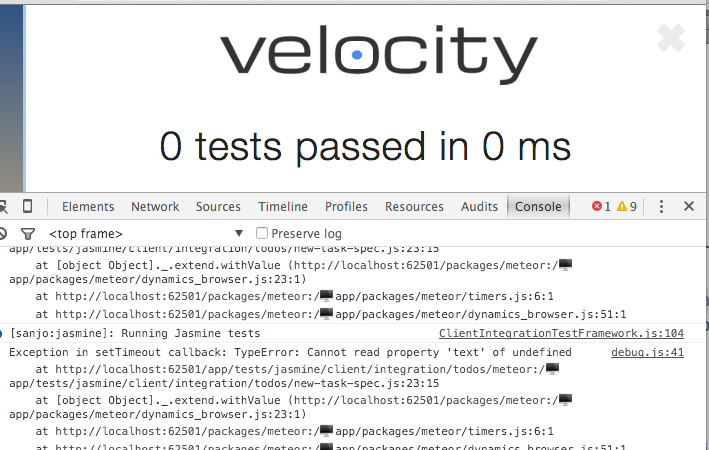 velocity
0 tests passed in 0 ms
Elements Network Sources Timeline Profiles Resources Audits Console 1 9
<top frame> Preserve log
app/tests/jasmine/client/integration/todos/new-task-spec.js:23:15
at [object Object]._.extend.withValue (http://localhost:62501/packages/meteor:/💻
app/packages/meteor/dynamics_browser.js:23:1)
at http://localhost:62501/packages/meteor:/💻app/packages/meteor/timers.js:6:1
at http://localhost:62501/packages/meteor:/💻app/packages/meteor/dynamics_browser.js:51:1
[sanjo:jasmine]: Running Jasmine tests ClientIntegrationTestFramework.js:104
Exception in setTimeout callback: TypeError: Cannot read property 'text' of undefined debug.js:41
at http://localhost:62501/app/tests/jasmine/client/integration/todos/meteor:/💻
app/tests/jasmine/client/integration/todos/new-task-spec.js:23:15
at [object Object]._.extend.withValue (http://localhost:62501/packages/meteor:/💻
app/packages/meteor/dynamics_browser.js:23:1)
at http://localhost:62501/packages/meteor:/💻app/packages/meteor/timers.js:6:1
at http://localhost:62501/packages/meteor:/💻app/packages/meteor/dynamics_browser.js:51:1